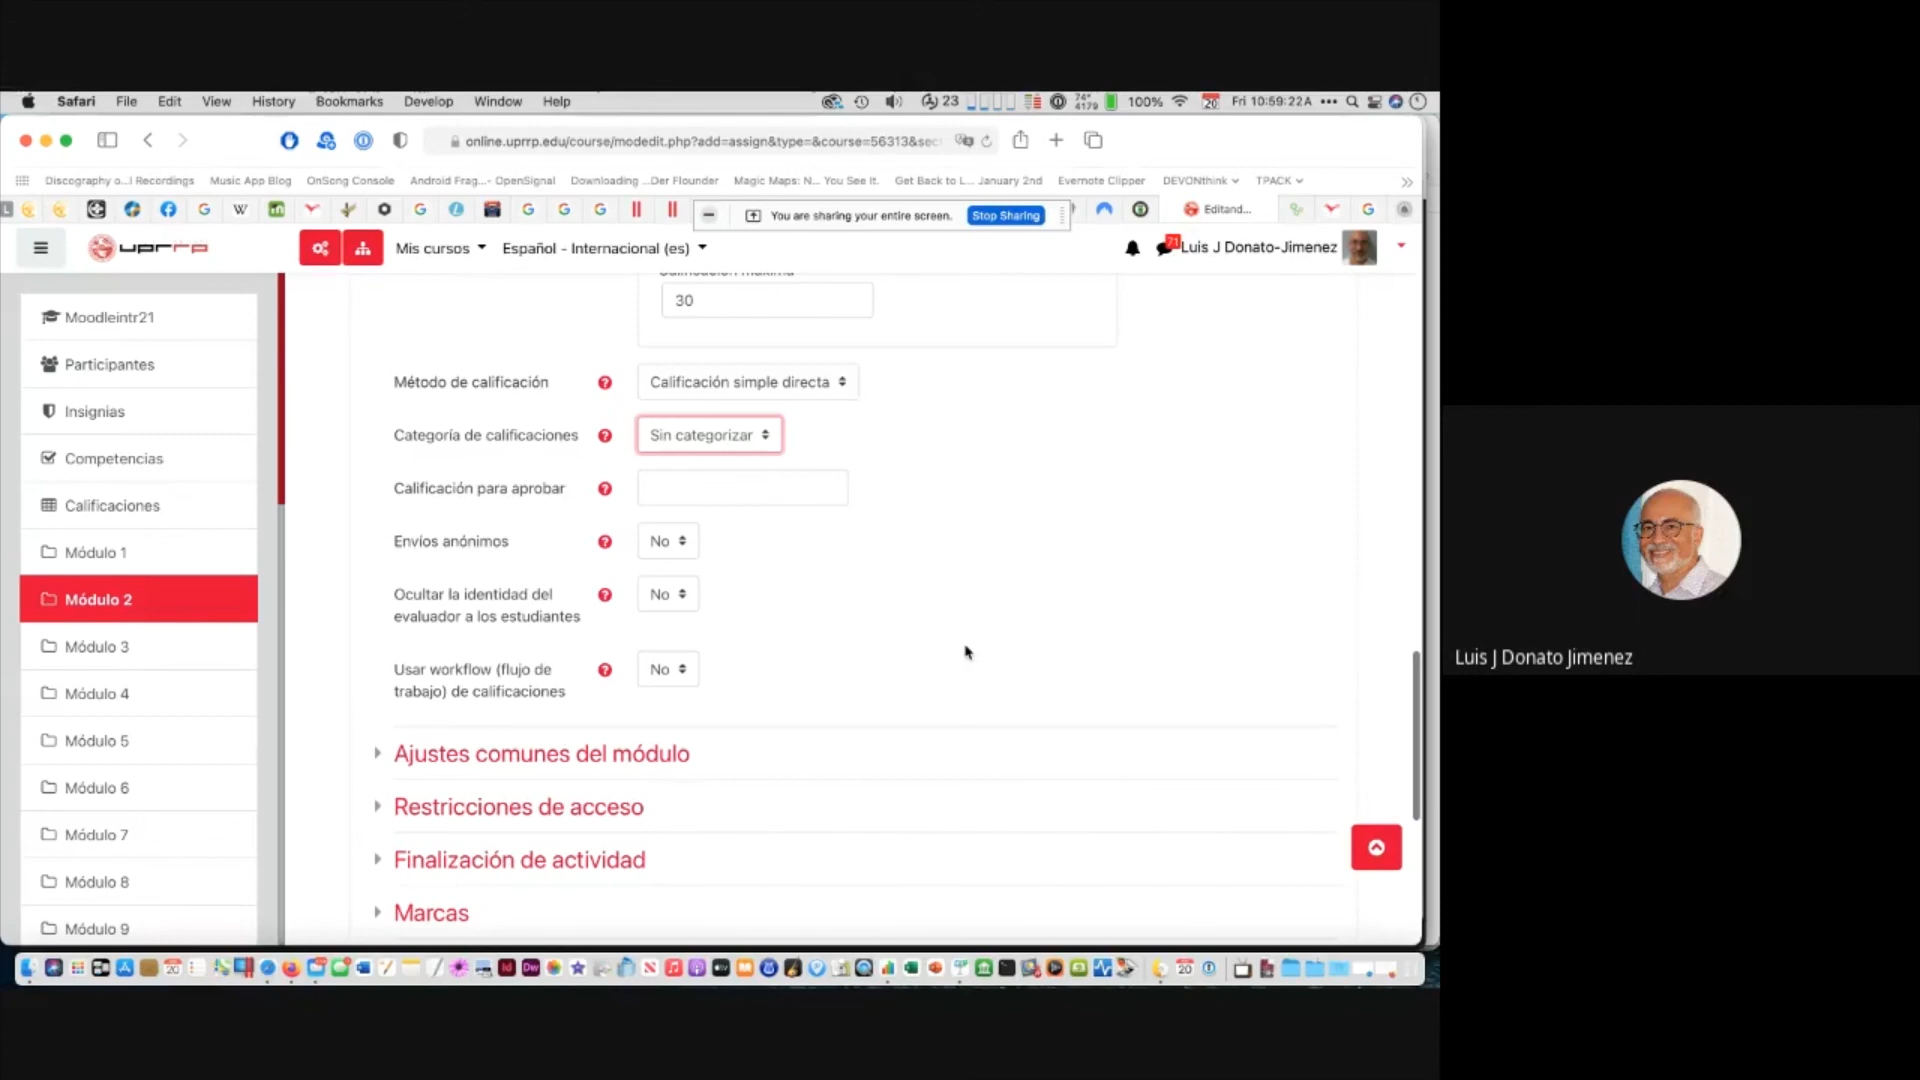 Safari File Edit View History Bookmarks Develop Window Help
23
74°
4179
100%
20
Fri 10:59:22A
online.uprrp.edu/course/modedit.php?add=assign&type=&course=56313&sec
Discography o...l Recordings Music App Blog OnSong Console Android Frag...- OpenSignal Downloading ...Der Flounder Magic Maps: N... You See It. Get Back to L... January 2nd Evernote Clipper DEVONthink TPACK
You are sharing your entire screen. Stop Sharing
Editand...
uprrp
Mis cursos
Español - Internacional (es)
71
Luis J Donato-Jimenez
Moodleintr21
Participantes
Insignias
Competencias
Calificaciones
Módulo 1
Módulo 2
Módulo 3
Módulo 4
Módulo 5
Módulo 6
Módulo 7
Módulo 8
Módulo 9
30
Método de calificación
Calificación simple directa
Categoría de calificaciones
Sin categorizar
Calificación para aprobar
Envíos anónimos
No
Ocultar la identidad del
evaluador a los estudiantes
No
Usar workflow (flujo de
trabajo) de calificaciones
No
Ajustes comunes del módulo
Restricciones de acceso
Finalización de actividad
Marcas
Luis J Donato Jimenez